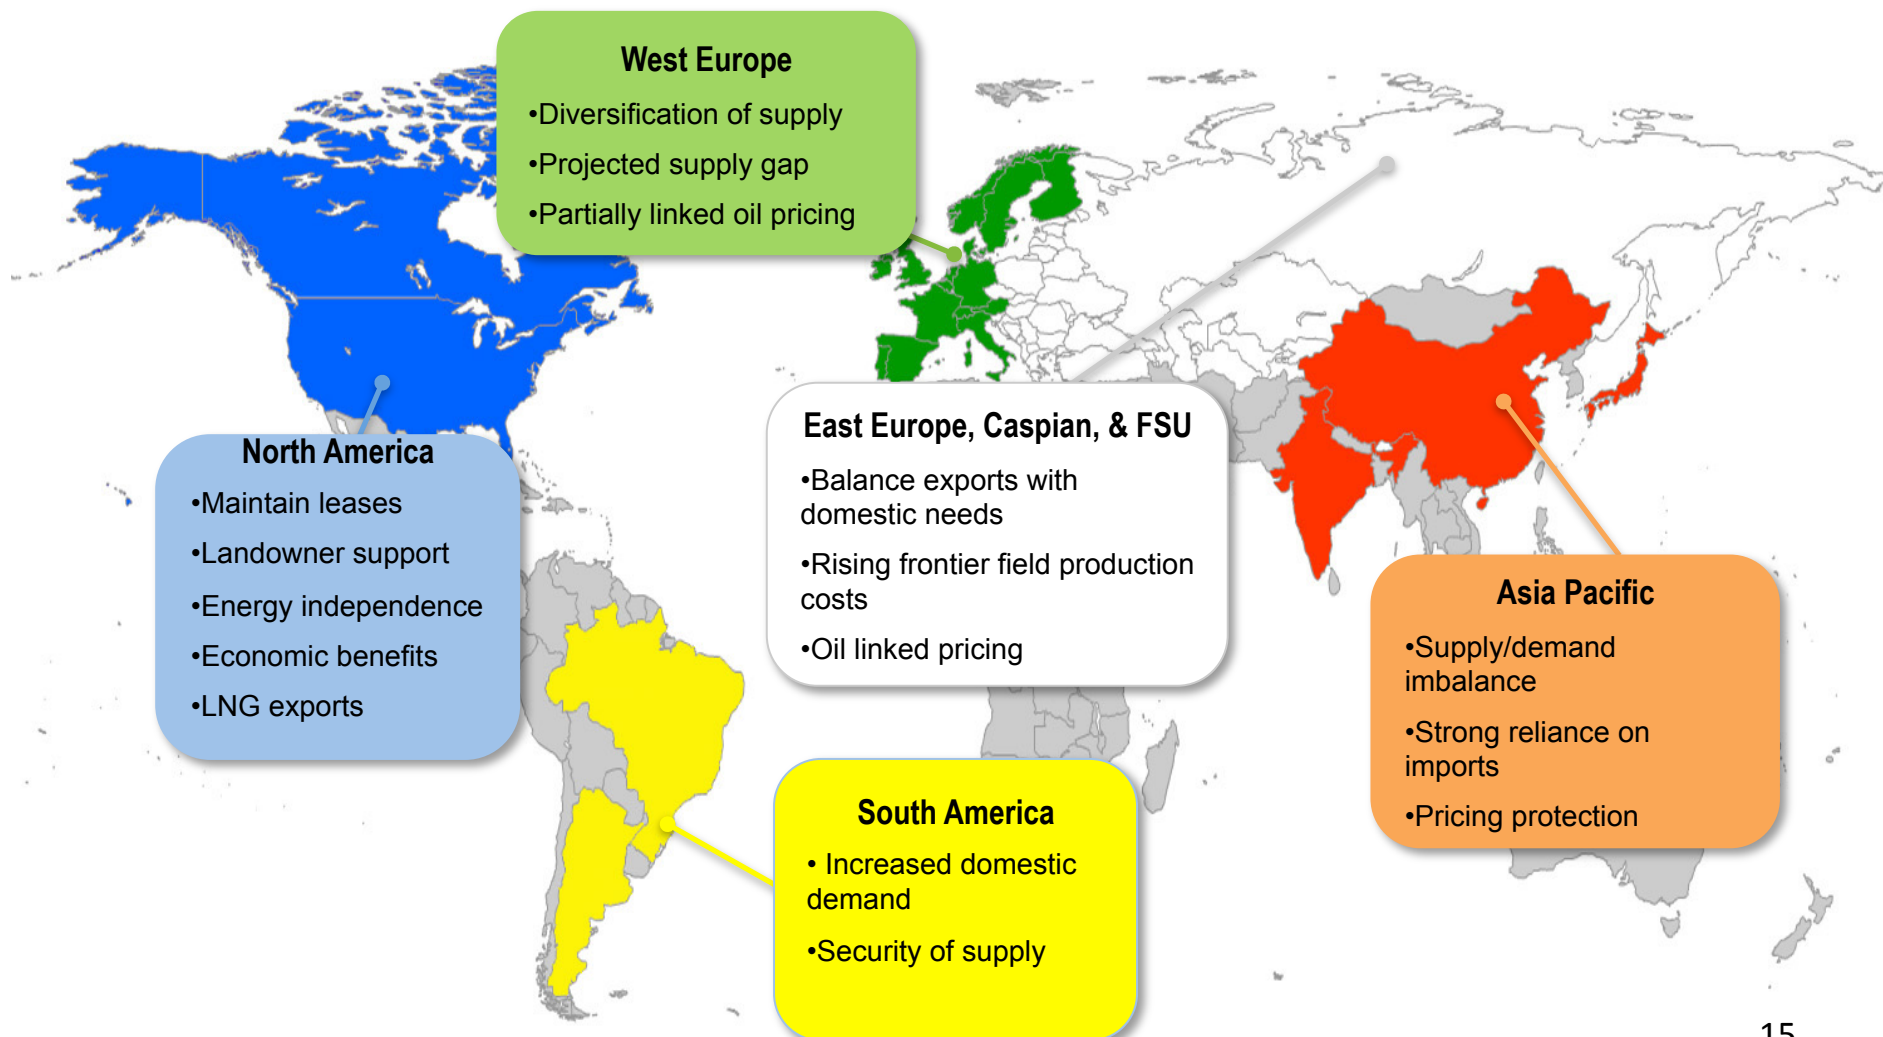 West Europe
•Diversification of supply
•Projected supply gap
•Partially linked oil pricing
North America
•Maintain leases
•Landowner support
•Energy independence
•Economic benefits
•LNG exports
East Europe, Caspian, & FSU
•Balance exports with
domestic needs
•Rising frontier field production
costs
•Oil linked pricing
Asia Pacific
•Supply/demand
imbalance
•Strong reliance on
imports
•Pricing protection
South America
• Increased domestic
demand
•Security of supply
15